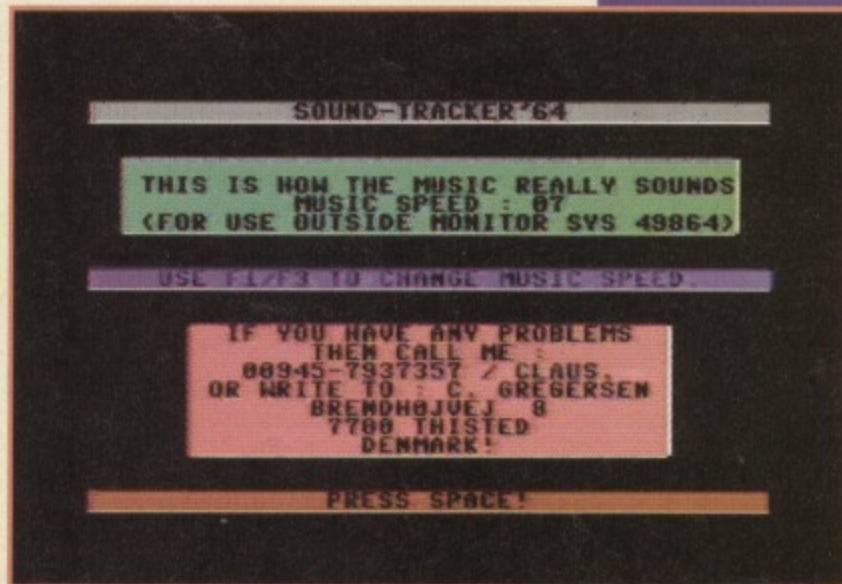 SOUND-TRACKER'64
THIS IS HOW THE MUSIC REALLY SOUNDS
MUSIC SPEED : 07
(FOR USE OUTSIDE MONITOR SYS 49864)
USE F1/F3 TO CHANGE MUSIC SPEED.
IF YOU HAVE ANY PROBLEMS
THEN CALL ME :
00945-7937357 / CLAUS.
OR WRITE TO : C. GREGERSEN
BRENDHØJVEJ 8
7700 THISTED
DENMARK!
PRESS SPACE!